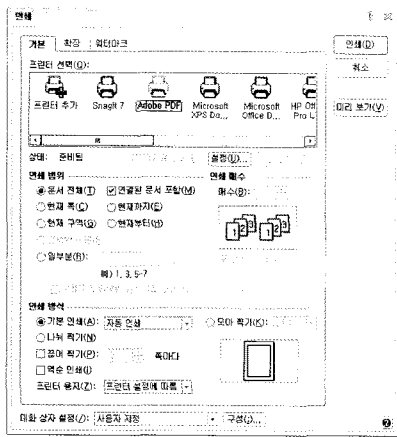 인쇄
기본 확장 워터마크
인쇄(D)
취소
미리 보기(V)
프린터 선택(Q):
프린터 추가 SnagIt 7 Adobe PDF Microsoft XPS Do... Microsoft Office D... HP Off Pro L
상태: 준비됨
설정(U)...
인쇄 범위
문서 전체(T) 연결된 문서 포함(M)
현재 쪽(C) 현재까지(E)
현재 구역(G) 현재부터(H)
일부분(R):
예) 1, 3, 5-7
인쇄 매수
매수(B):
1 2 3 1 2 3
인쇄 방식
기본 인쇄(A): 자동 인쇄
모아 찍기(K):
나눠 찍기(N)
끊어 찍기(P): 쪽마다
역순 인쇄(I)
프린터 용지(Z): 프린터 설정에 따름
대화 상자 설정(/): 사용자 지정 구성(;)...